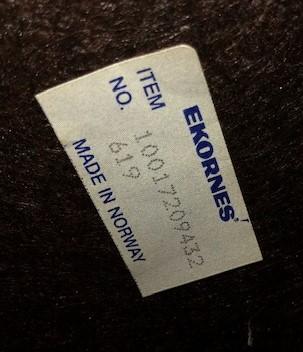 EKORNES
ITEM NO. 10017209432
619
MADE IN NORWAY